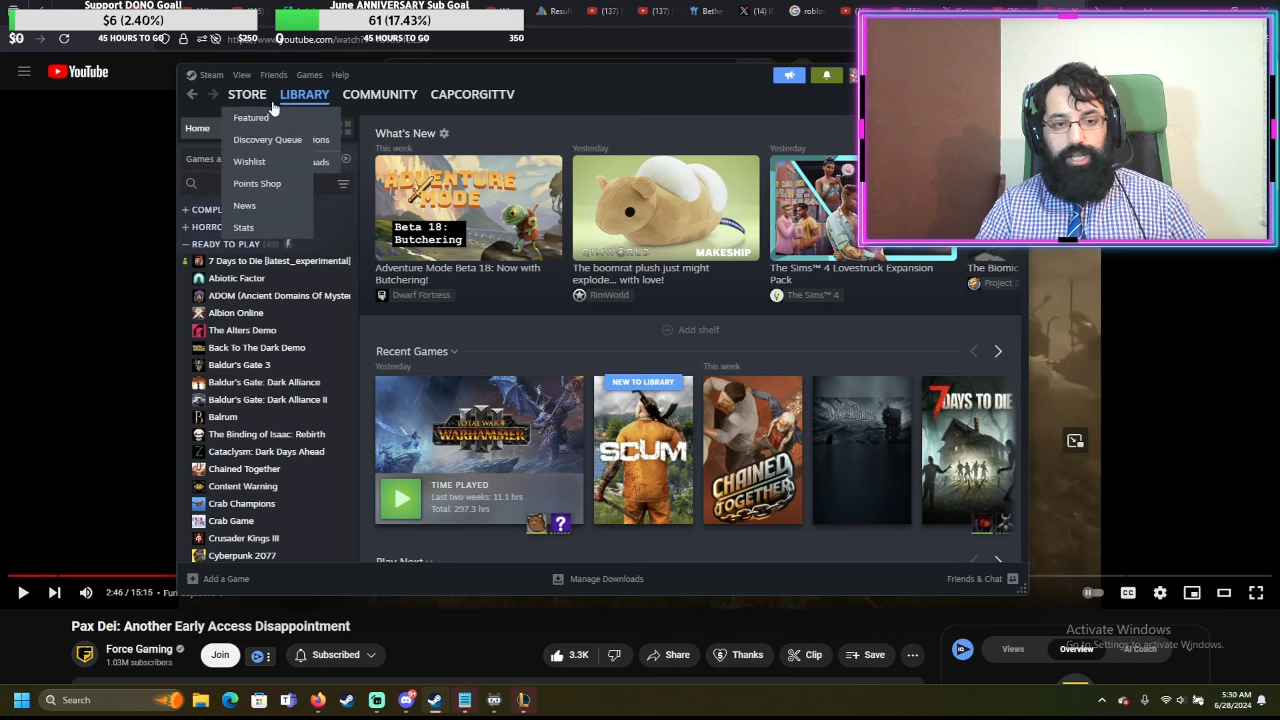 Support DONO Goal
June ANNIVERSARY Sub Goal
$6 (2.40%)
61 (17.43%)
$0
45 HOURS TO GO
$250
0
45 HOURS TO GO
350
YouTube
Steam View Friends Games Help
STORE LIBRARY COMMUNITY CAPCORGITTV
Featured
Discovery Queue
Wishlist
Points Shop
News
Stats
Home
What's New
This week
Yesterday
Yesterday
ADVENTURE MODE
Beta 18:
Butchering
RIMWORLD
MAKESHIP
Adventure Mode Beta 18: Now with
Butchering!
Dwarf Fortress
The boomrat plush just might
explode... with love!
RimWorld
The Sims™ 4 Lovestruck Expansion
Pack
The Sims™ 4
The Biomic
READY TO PLAY (49)
7 Days to Die [latest_experimental]
Abiotic Factor
ADOM (Ancient Domains Of Myster
Albion Online
The Alters Demo
Back To The Dark Demo
Baldur's Gate 3
Baldur's Gate: Dark Alliance
Baldur's Gate: Dark Alliance II
Balrum
The Binding of Isaac: Rebirth
Cataclysm: Dark Days Ahead
Chained Together
Content Warning
Crab Champions
Crab Game
Crusader Kings III
Cyberpunk 2077
Add shelf
Recent Games
Yesterday
This week
TOTAL WAR
WARHAMMER
III
TIME PLAYED
Last two weeks: 11.1 hrs
Total: 297.3 hrs
NEW TO LIBRARY
SCUM
CHAINED TOGETHER
7 DAYS TO DIE
Play Next
Add a Game
Manage Downloads
Friends & Chat
2:46 / 15:15
Pax Dei: Another Early Access Disappointment
Force Gaming
1.03M subscribers
Join
Subscribed
3.3K
Share
Thanks
Clip
Save
Views
Overview
AI Coach
Activate Windows
Go to Settings to activate Windows.
Search
5:30 AM
6/28/2024